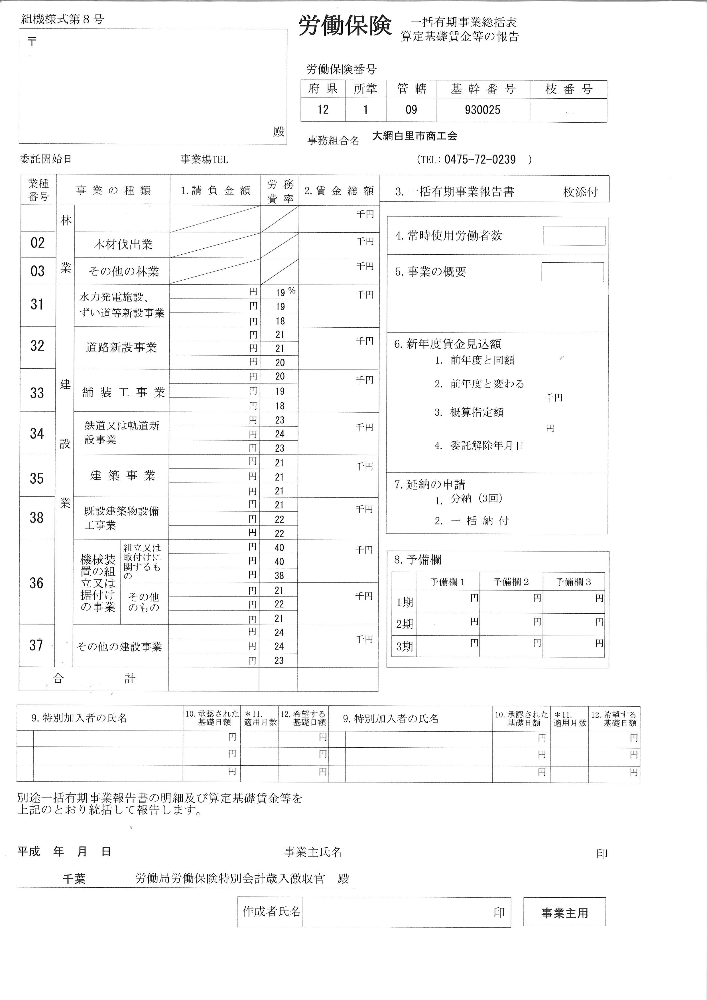 組機様式第８号
〒
殿
労働保険 一括有期事業総括表
算定基礎賃金等の報告
労働保険番号
府県 所掌 管轄 基幹番号 枝番号
12 1 09 930025
事務組合名 大網白里市商工会
委託開始日 事業場TEL (TEL: 0475-72-0239 )
業種番号 事業の種類 1.請負金額 労務費率 2.賃金総額
林業
千円
02 木材伐出業 千円
03 その他の林業 千円
建設業
31 水力発電施設、ずい道等新設事業 円 19% 千円
円 19
円 18
32 道路新設事業 円 21 千円
円 21
円 20
33 舗装工事業 円 20 千円
円 19
円 18
34 鉄道又は軌道新設事業 円 23 千円
円 24
円 23
35 建築事業 円 21 千円
円 21
円 21
38 既設建築物設備工事業 円 21 千円
円 22
円 22
36 機械装置の組立又は据付けの事業 組立又は取付けに関するもの 円 40 千円
円 40
円 38
その他のもの 円 21 千円
円 22
円 21
37 その他の建設事業 円 24 千円
円 24
円 23
合計
3.一括有期事業報告書 枚添付
4.常時使用労働者数
5.事業の概要
6.新年度賃金見込額
1. 前年度と同額
2. 前年度と変わる
千円
3. 概算指定額
円
4. 委託解除年月日
7.延納の申請
1. 分納（3回）
2. 一括納付
8.予備欄
予備欄１ 予備欄２ 予備欄３
1期 円 円 円
2期 円 円 円
3期 円 円 円
9.特別加入者の氏名 10.承認された基礎日額 ＊11.適用月数 12.希望する基礎日額 9.特別加入者の氏名 10.承認された基礎日額 ＊11.適用月数 12.希望する基礎日額
円 円 円 円
円 円 円 円
円 円 円 円
別途一括有期事業報告書の明細及び算定基礎賃金等を
上記のとおり統括して報告します。
平成 年 月 日 事業主氏名 印
千葉 労働局労働保険特別会計歳入徴収官 殿
作成者氏名 印 事業主用